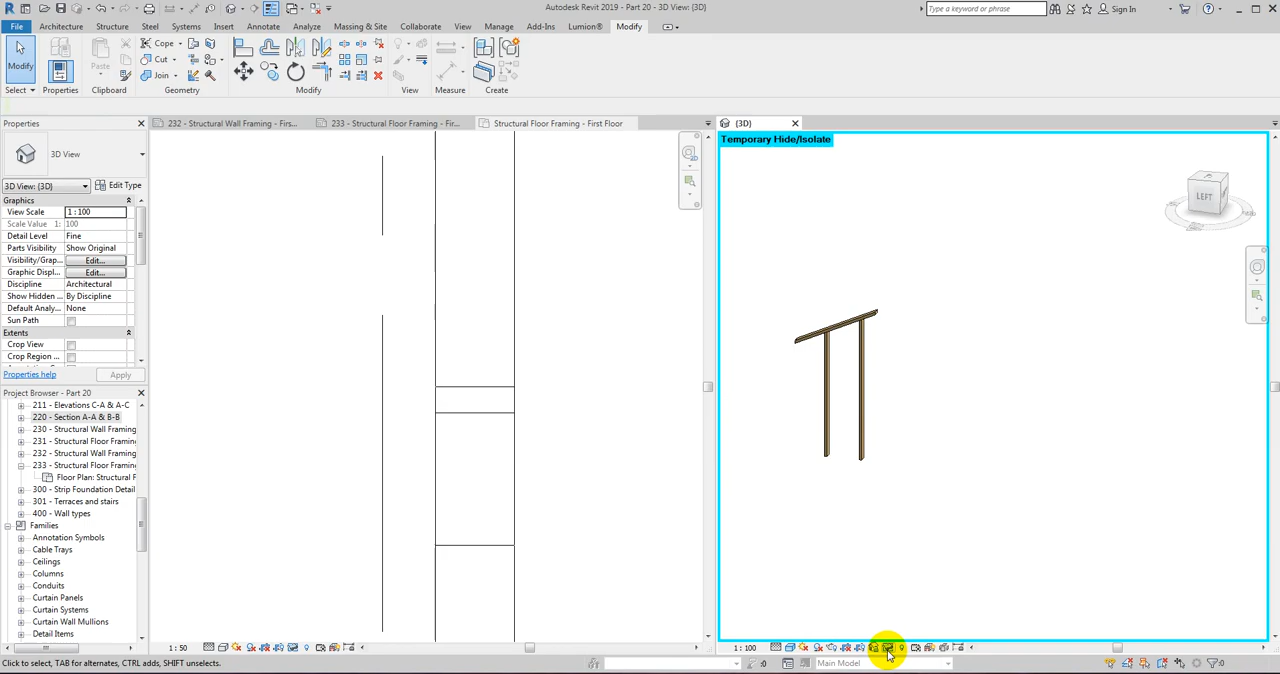 Autodesk Revit 2019 - Part 20 - 3D View: {3D}
Type a keyword or phrase
Sign In
File Architecture Structure Steel Systems Insert Annotate Analyze Massing & Site Collaborate View Manage Add-Ins Lumion® Modify
Modify
Paste
Cope
Cut
Join
Select Properties Clipboard Geometry Modify View Measure Create
Properties
232 - Structural Wall Framing - Firs...
233 - Structural Floor Framing - Fir...
Structural Floor Framing - First Floor
{3D}
Temporary Hide/Isolate
LEFT
3D View
3D View: {3D}
Edit Type
Graphics
View Scale 1 : 100
Scale Value 1: 100
Detail Level Fine
Parts Visibility Show Original
Visibility/Grap... Edit...
Graphic Displ... Edit...
Discipline Architectural
Show Hidden ... By Discipline
Default Analy... None
Sun Path
Extents
Crop View
Crop Region ...
Properties help
Apply
Project Browser - Part 20
211 - Elevations C-A & A-C
220 - Section A-A & B-B
230 - Structural Wall Framing
231 - Structural Floor Framing
232 - Structural Wall Framing
233 - Structural Floor Framing
Floor Plan: Structural F
300 - Strip Foundation Detail
301 - Terraces and stairs
400 - Wall types
Families
Annotation Symbols
Cable Trays
Ceilings
Columns
Conduits
Curtain Panels
Curtain Systems
Curtain Wall Mullions
Detail Items
1 : 50
1 : 100
Click to select, TAB for alternates, CTRL adds, SHIFT unselects.
:0
Main Model
:0